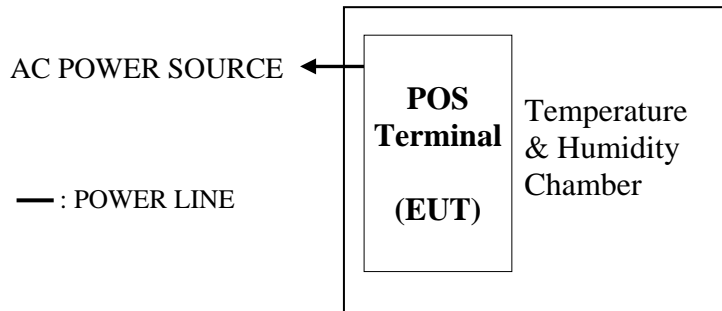 AC POWER SOURCE
POS
Terminal
(EUT)
Temperature
& Humidity
Chamber
: POWER LINE